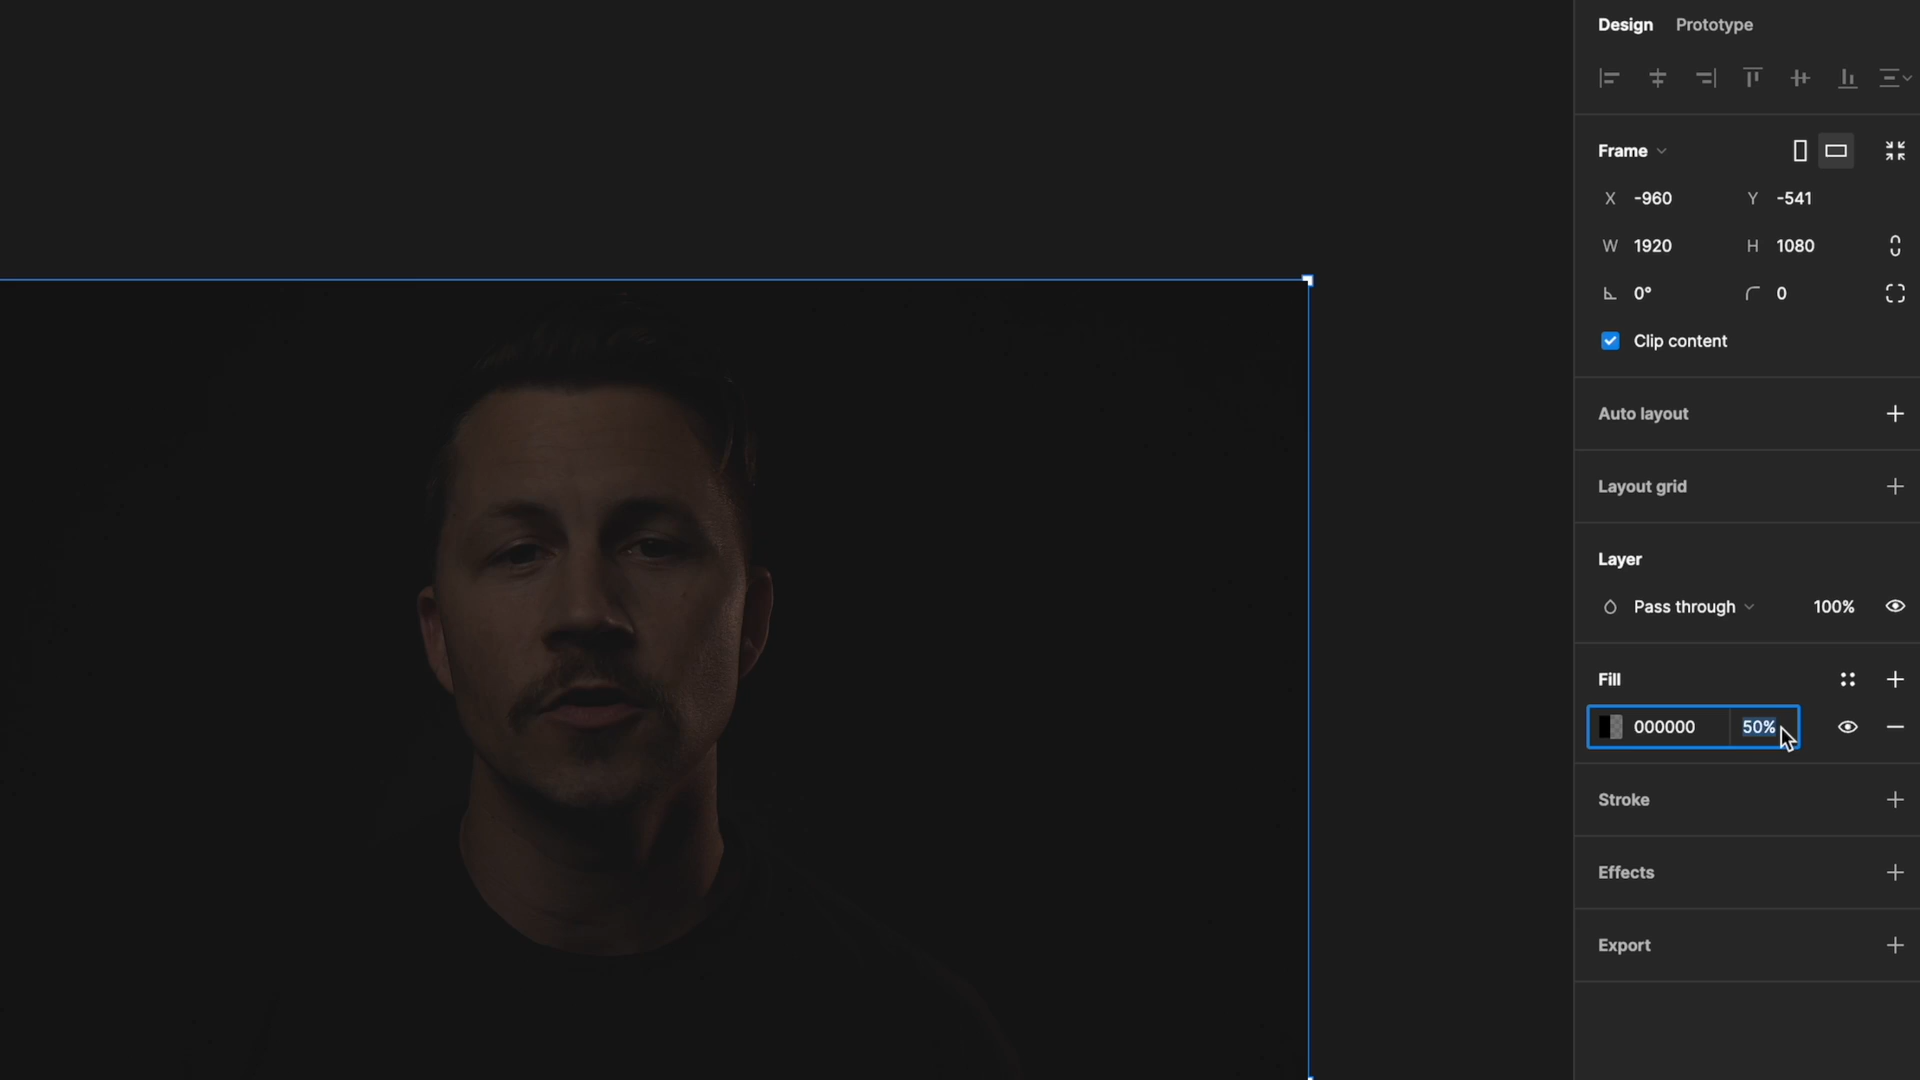 Design Prototype
Frame
X -960 Y -541
W 1920 H 1080
0° 0
Clip content
Auto layout
Layout grid
Layer
Pass through 100%
Fill
000000 50%
Stroke
Effects
Export